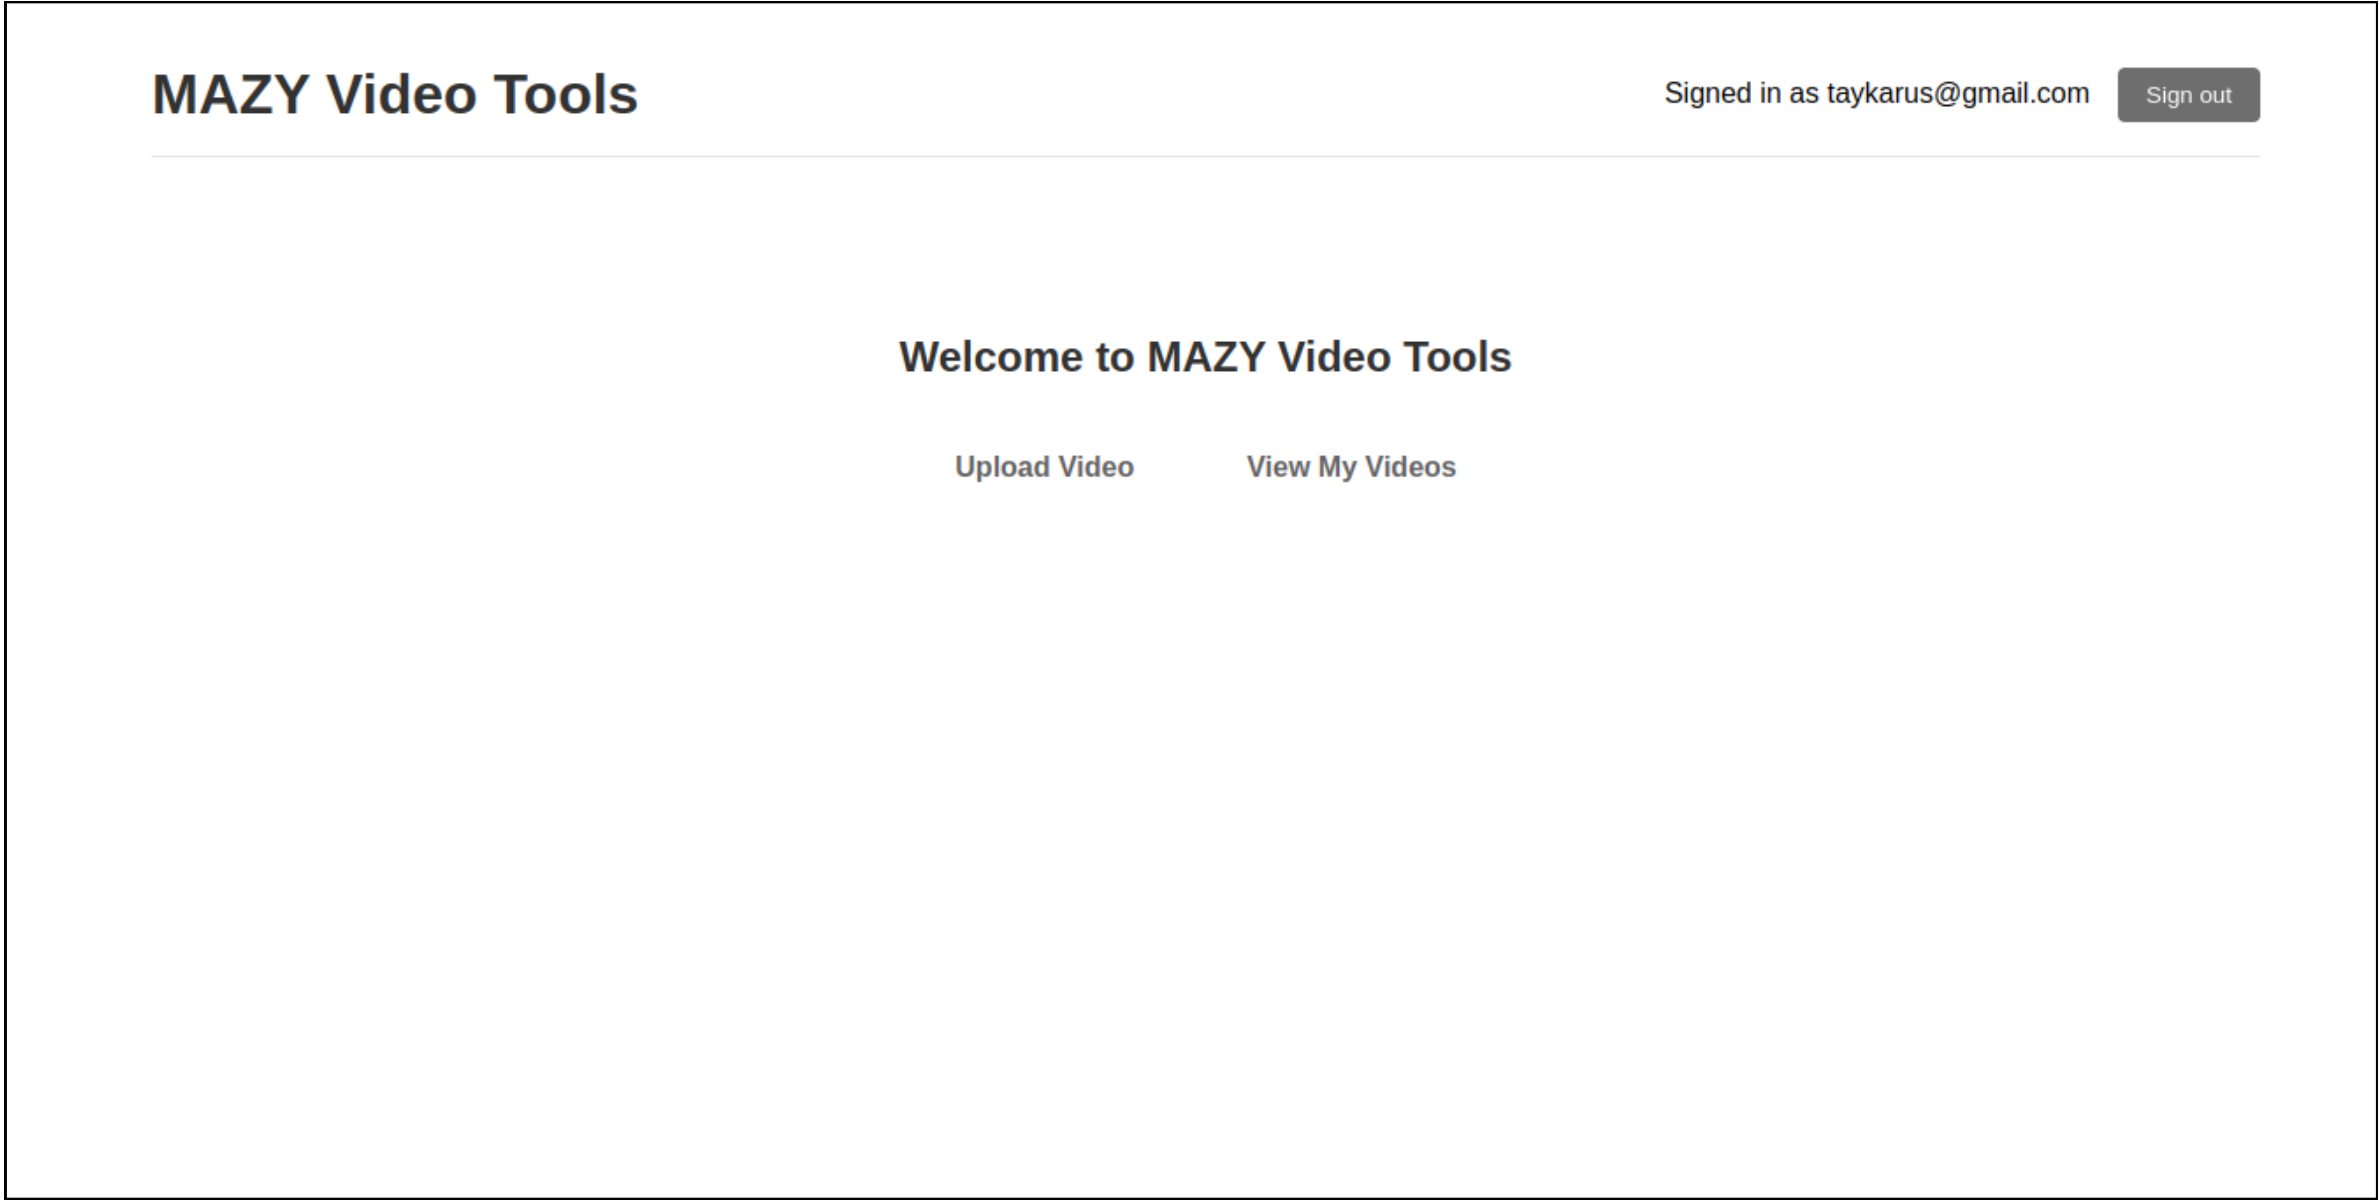 MAZY Video Tools
Signed in as taykarus@gmail.com
Sign out
Welcome to MAZY Video Tools
Upload Video
View My Videos